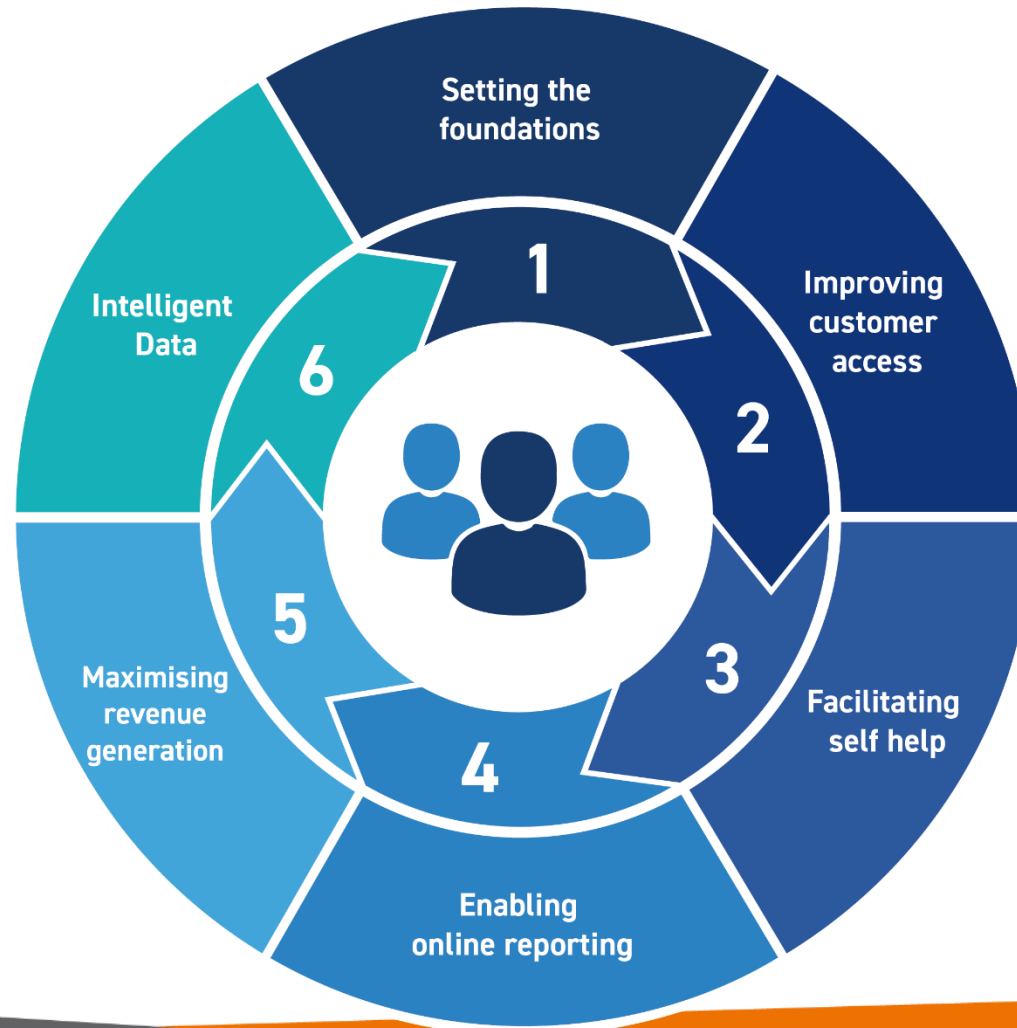 Setting the
foundations
1
Improving
customer
access
2
Facilitating
self help
3
Enabling
online reporting
4
Maximising
revenue
generation
5
Intelligent
Data
6